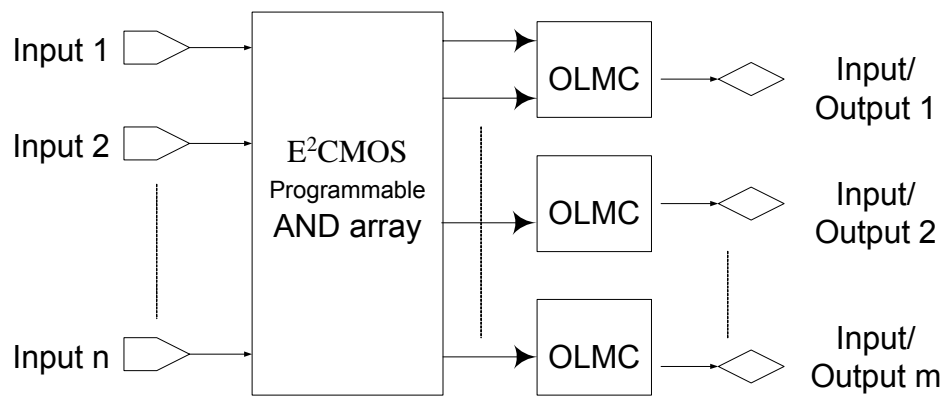 Input 1
Input 2
Input n
E²CMOS
Programmable
AND array
OLMC
OLMC
OLMC
Input/
Output 1
Input/
Output 2
Input/
Output m